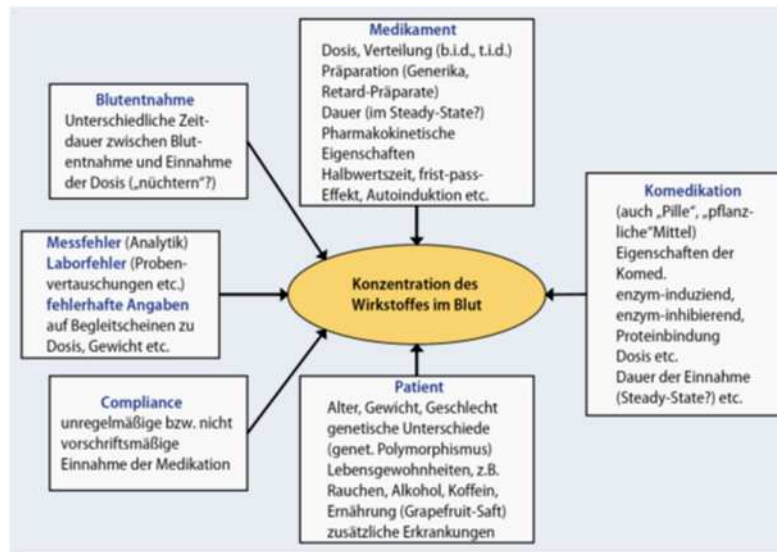 Medikament
Dosis, Verteilung (b.i.d., t.i.d.)
Präparation (Generika,
Retard-Präparate)
Dauer (im Steady-State?)
Pharmakokinetische
Eigenschaften
Halbwertszeit, frist-pass-
Effekt, Autoinduktion etc.
Blutentnahme
Unterschiedliche Zeit-
dauer zwischen Blut-
entnahme und Einnahme
der Dosis („nüchtern“?)
Messfehler (Analytik)
Laborfehler (Proben-
vertauschungen etc.)
fehlerhafte Angaben
auf Begleitscheinen zu
Dosis, Gewicht etc.
Konzentration des
Wirkstoffes im Blut
Komedikation
(auch „Pille“, „pflanz-
liche“Mittel)
Eigenschaften der
Komed.
enzym-induziend,
enzym-inhibierend,
Proteinbindung
Dosis etc.
Dauer der Einnahme
(Steady-State?) etc.
Compliance
unregelmäßige bzw. nicht
vorschriftsmäßige
Einnahme der Medikation
Patient
Alter, Gewicht, Geschlecht
genetische Unterschiede
(genet. Polymorphismus)
Lebensgewohnheiten, z.B.
Rauchen, Alkohol, Koffein,
Ernährung (Grapefruit-Saft)
zusätzliche Erkrankungen